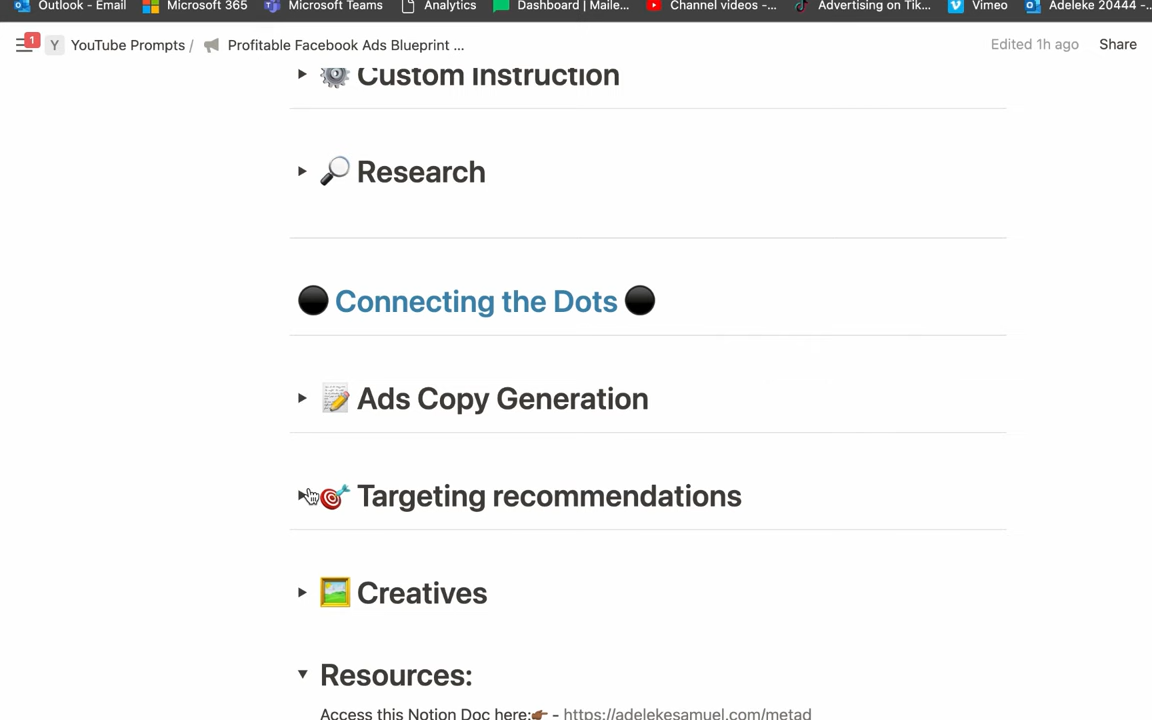 Outlook - Email Microsoft 365 Microsoft Teams Analytics Dashboard | Maile... Channel videos -... Advertising on Tik... Vimeo Adeleke 20444 -...
1 Y YouTube Prompts / Profitable Facebook Ads Blueprint ... Edited 1h ago Share
Custom Instruction
Research
Connecting the Dots
Ads Copy Generation
Targeting recommendations
Creatives
Resources:
Access this Notion Doc here: - https://adelekesamuel.com/metad